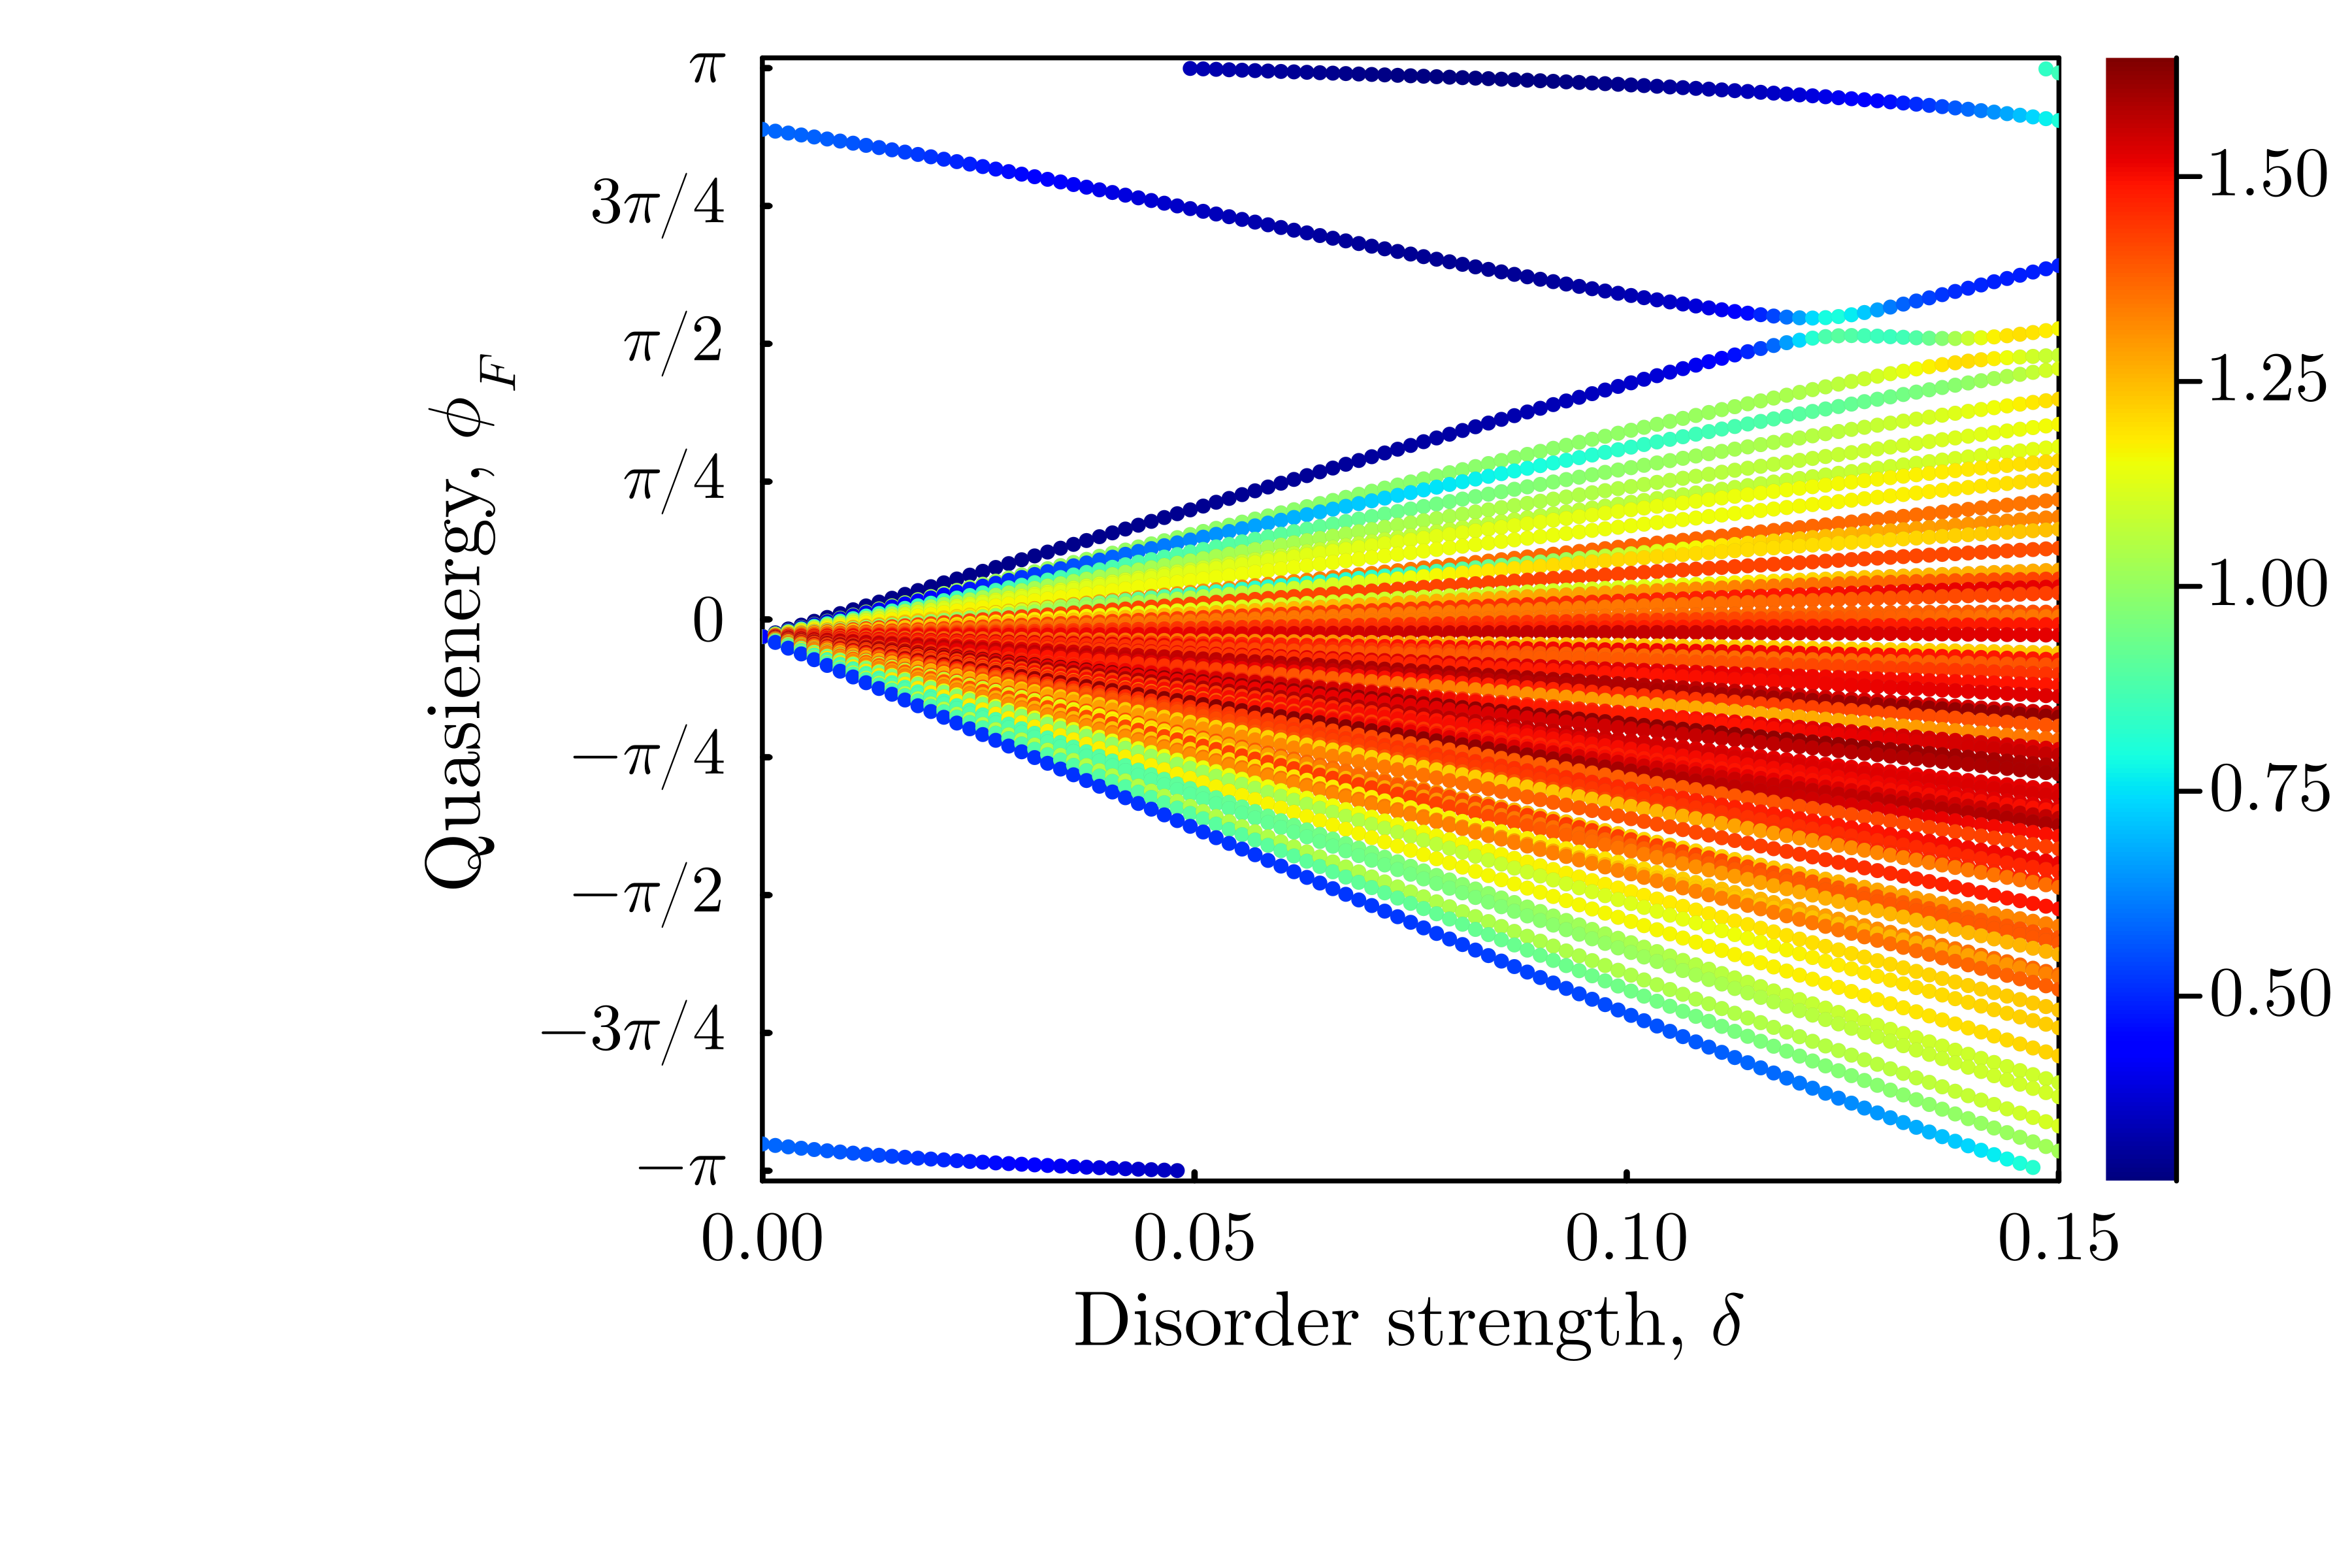 π
3π/4
π/2
π/4
0
−π/4
−π/2
−3π/4
−π
Quasienergy, ϕ_F
0.00 0.05 0.10 0.15
Disorder strength, δ
1.50
1.25
1.00
0.75
0.50